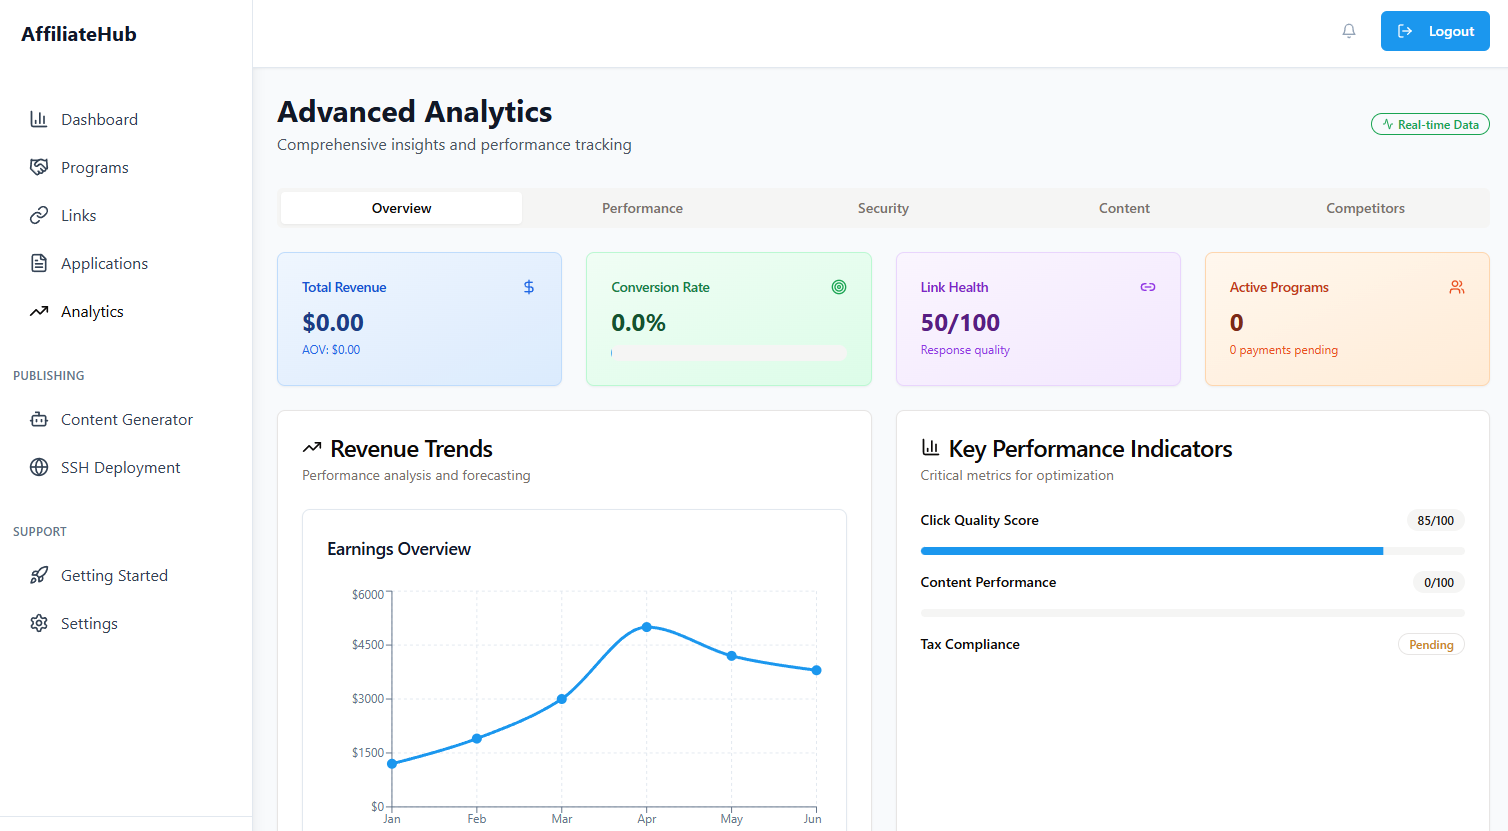 AffiliateHub
Logout
Dashboard
Programs
Links
Applications
Analytics
PUBLISHING
Content Generator
SSH Deployment
SUPPORT
Getting Started
Settings
Advanced Analytics
Comprehensive insights and performance tracking
Real-time Data
Overview
Performance
Security
Content
Competitors
Total Revenue
$0.00
AOV: $0.00
Conversion Rate
0.0%
Link Health
50/100
Response quality
Active Programs
0
0 payments pending
Revenue Trends
Performance analysis and forecasting
Earnings Overview
$6000
$4500
$3000
$1500
$0
Jan Feb Mar Apr May Jun
Key Performance Indicators
Critical metrics for optimization
Click Quality Score 85/100
Content Performance 0/100
Tax Compliance Pending